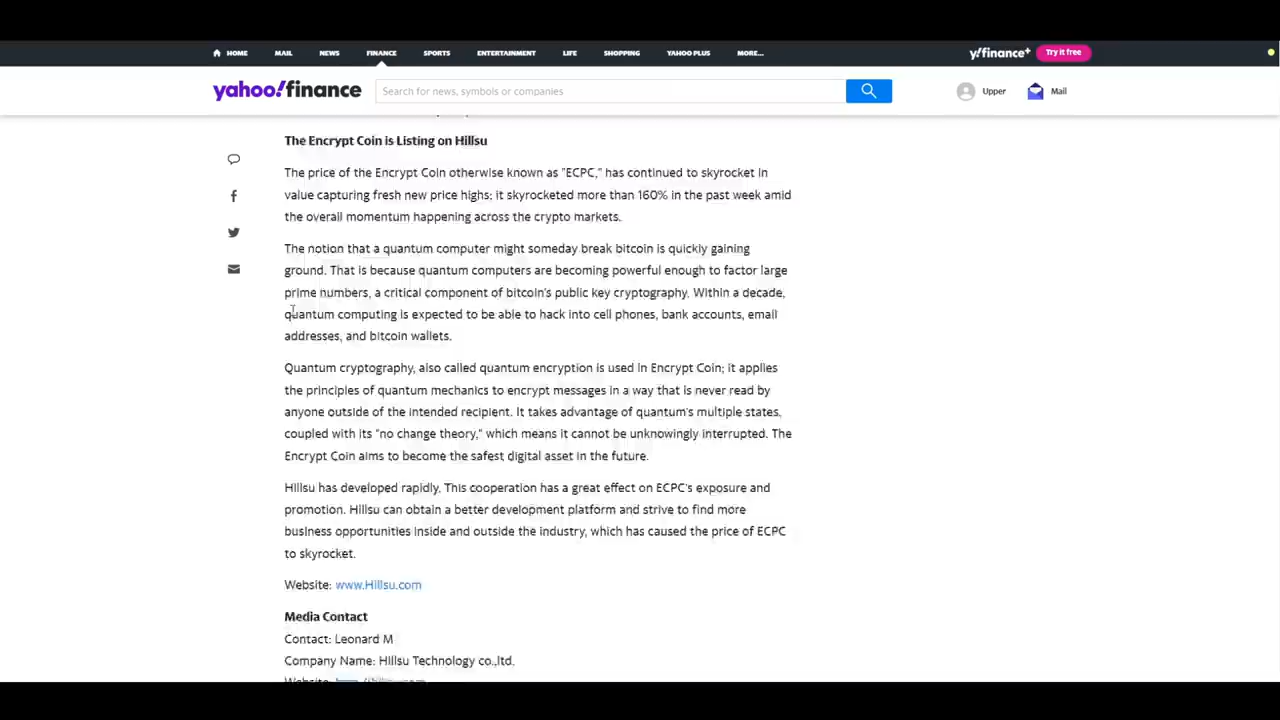 HOME MAIL NEWS FINANCE SPORTS ENTERTAINMENT LIFE SHOPPING YAHOO PLUS MORE... y!finance+ Try it free
yahoo!finance Search for news, symbols or companies Upper Mail
The Encrypt Coin is Listing on Hillsu
The price of the Encrypt Coin otherwise known as "ECPC," has continued to skyrocket in
value capturing fresh new price highs; it skyrocketed more than 160% in the past week amid
the overall momentum happening across the crypto markets.
The notion that a quantum computer might someday break bitcoin is quickly gaining
ground. That is because quantum computers are becoming powerful enough to factor large
prime numbers, a critical component of bitcoin's public key cryptography. Within a decade,
quantum computing is expected to be able to hack into cell phones, bank accounts, email
addresses, and bitcoin wallets.
Quantum cryptography, also called quantum encryption is used in Encrypt Coin; it applies
the principles of quantum mechanics to encrypt messages in a way that is never read by
anyone outside of the intended recipient. It takes advantage of quantum's multiple states,
coupled with its "no change theory," which means it cannot be unknowingly interrupted. The
Encrypt Coin aims to become the safest digital asset in the future.
Hillsu has developed rapidly. This cooperation has a great effect on ECPC's exposure and
promotion. Hillsu can obtain a better development platform and strive to find more
business opportunities inside and outside the industry, which has caused the price of ECPC
to skyrocket.
Website: www.Hillsu.com
Media Contact
Contact: Leonard M
Company Name: Hillsu Technology co.,ltd.